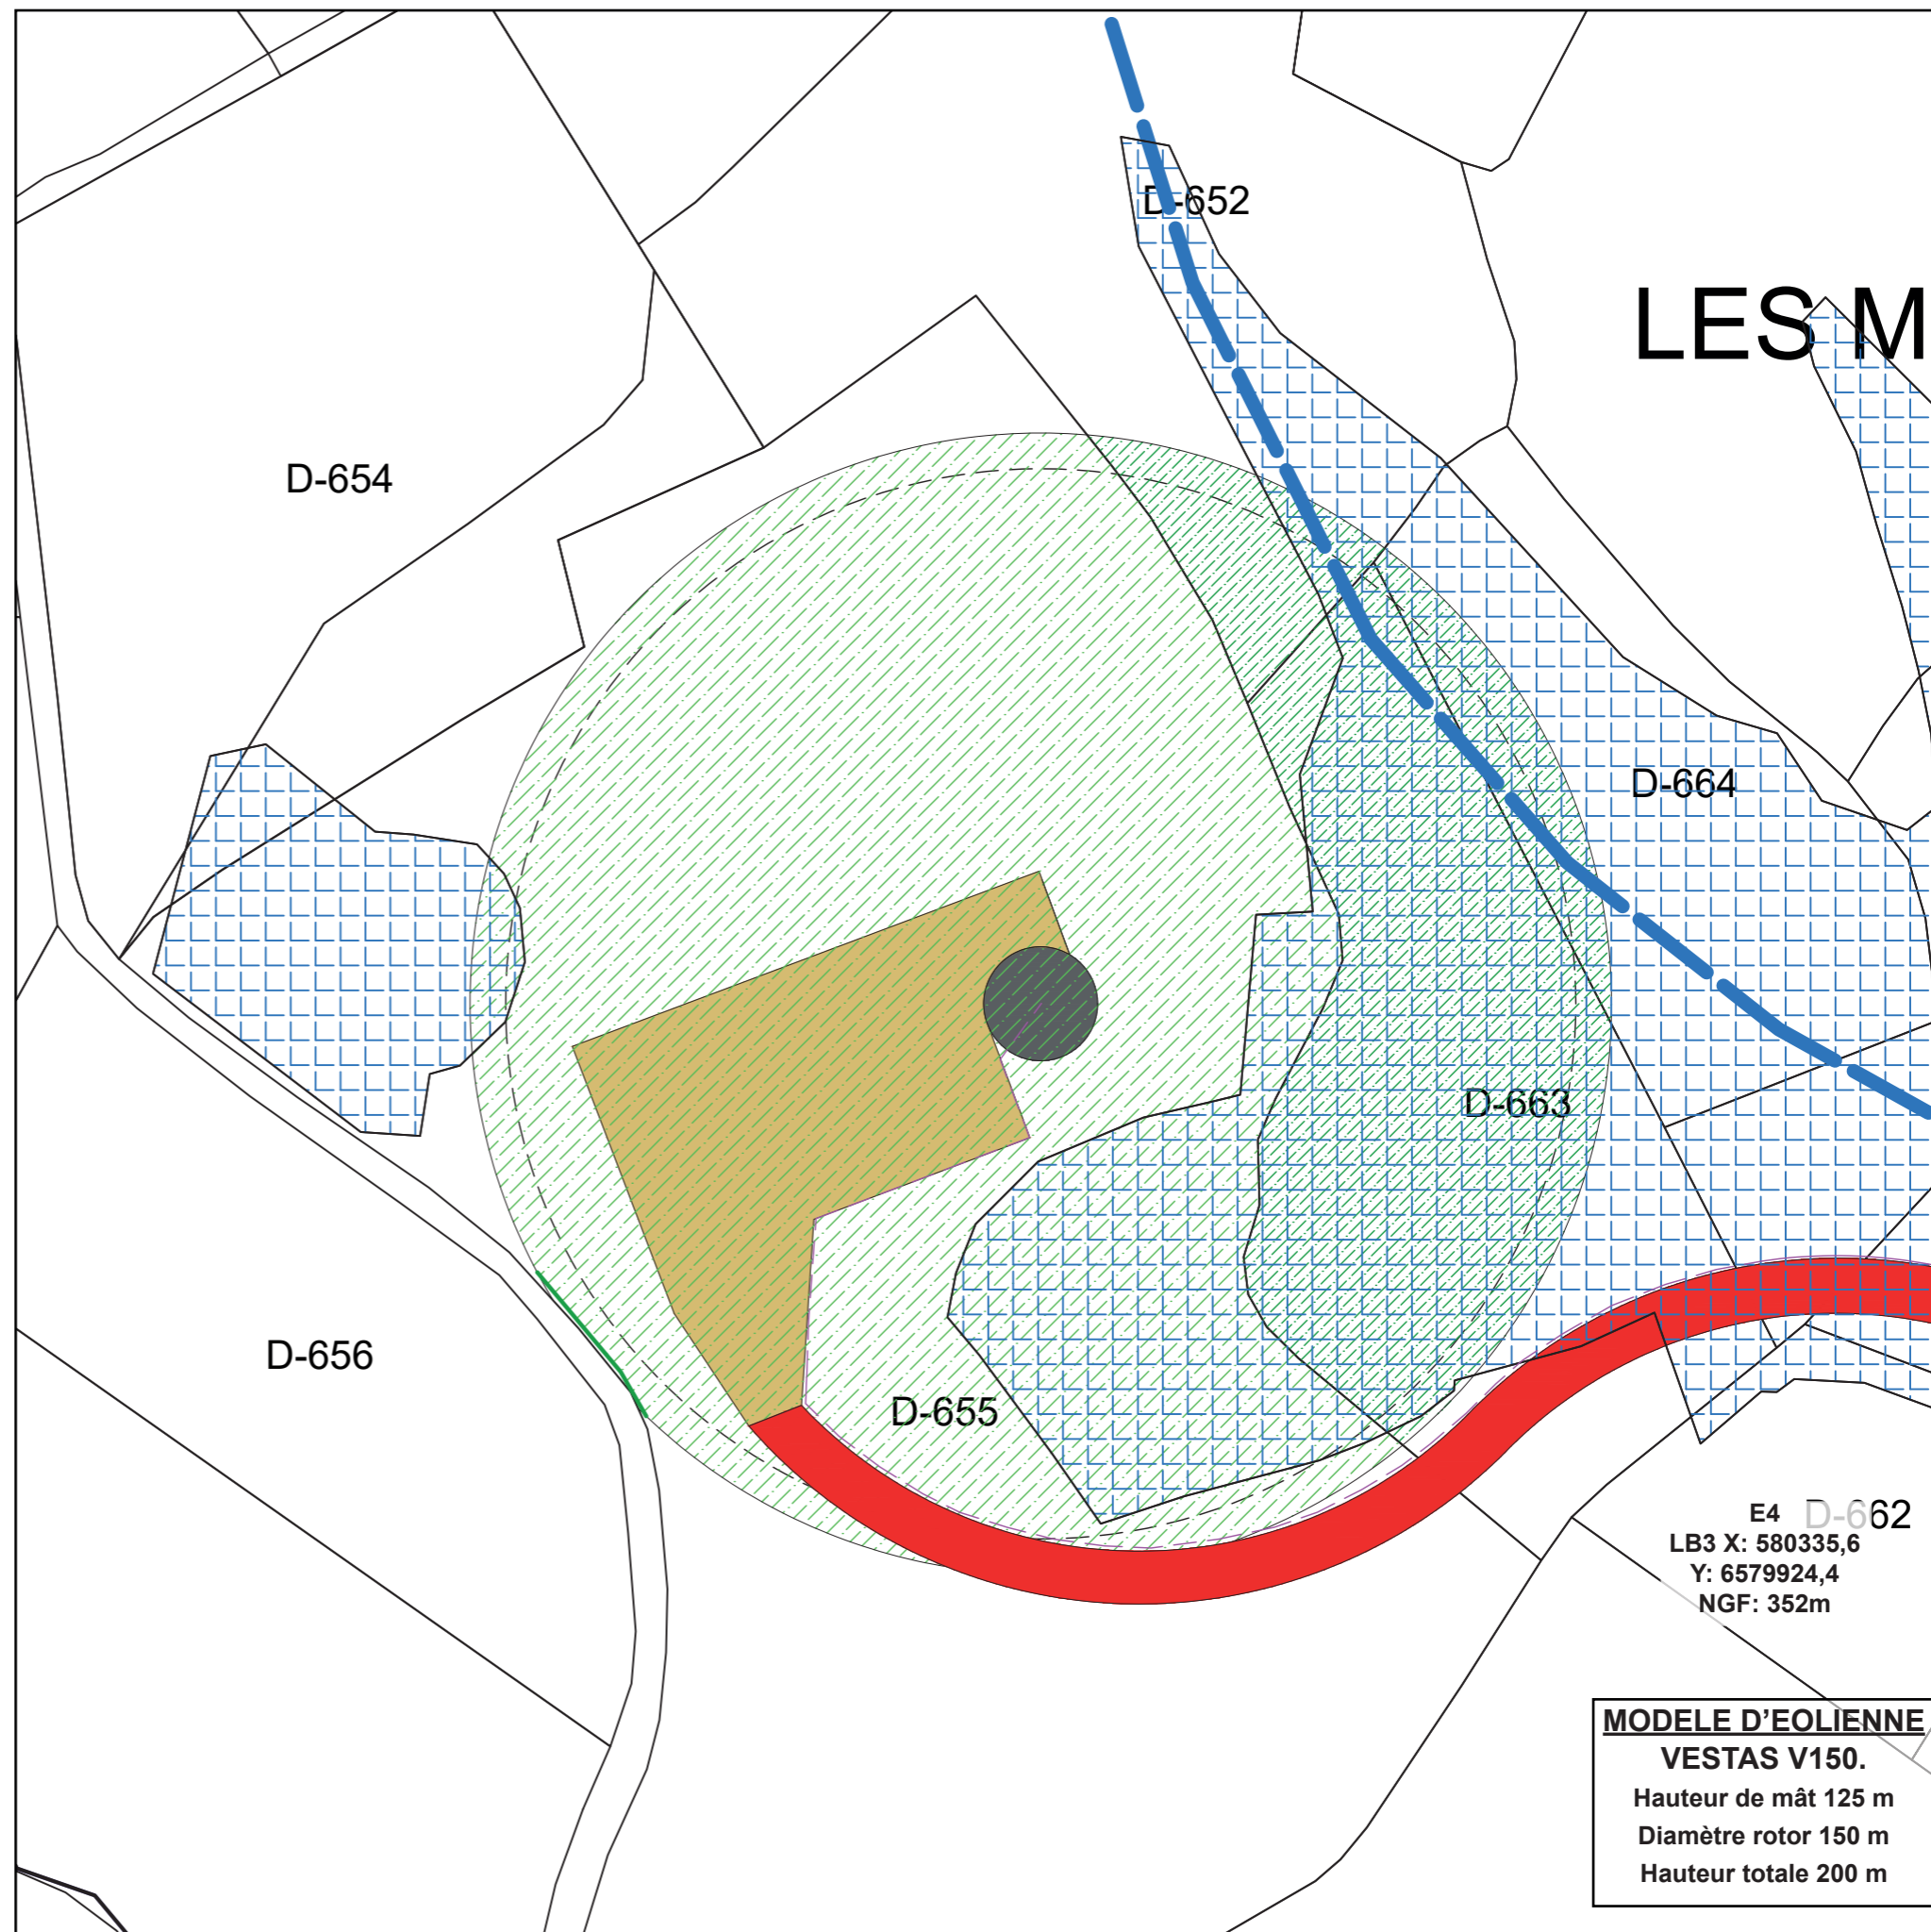 D-652
LES M
D-654
D-664
D-663
D-656
D-655
D-662
E4
LB3 X: 580335,6
Y: 6579924,4
NGF: 352m
MODELE D’EOLIENNE
VESTAS V150.
Hauteur de mât 125 m
Diamètre rotor 150 m
Hauteur totale 200 m